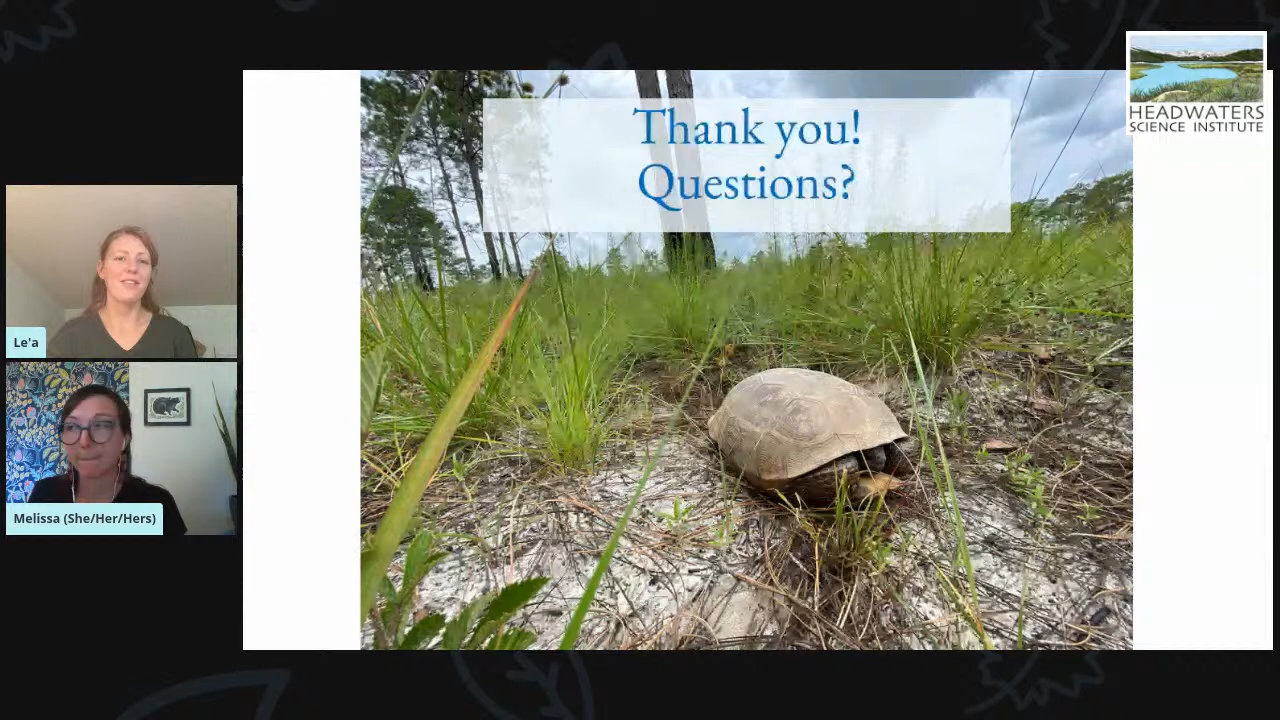 HEADWATERS
SCIENCE INSTITUTE
Thank you!
Questions?
Le'a
Melissa (She/Her/Hers)